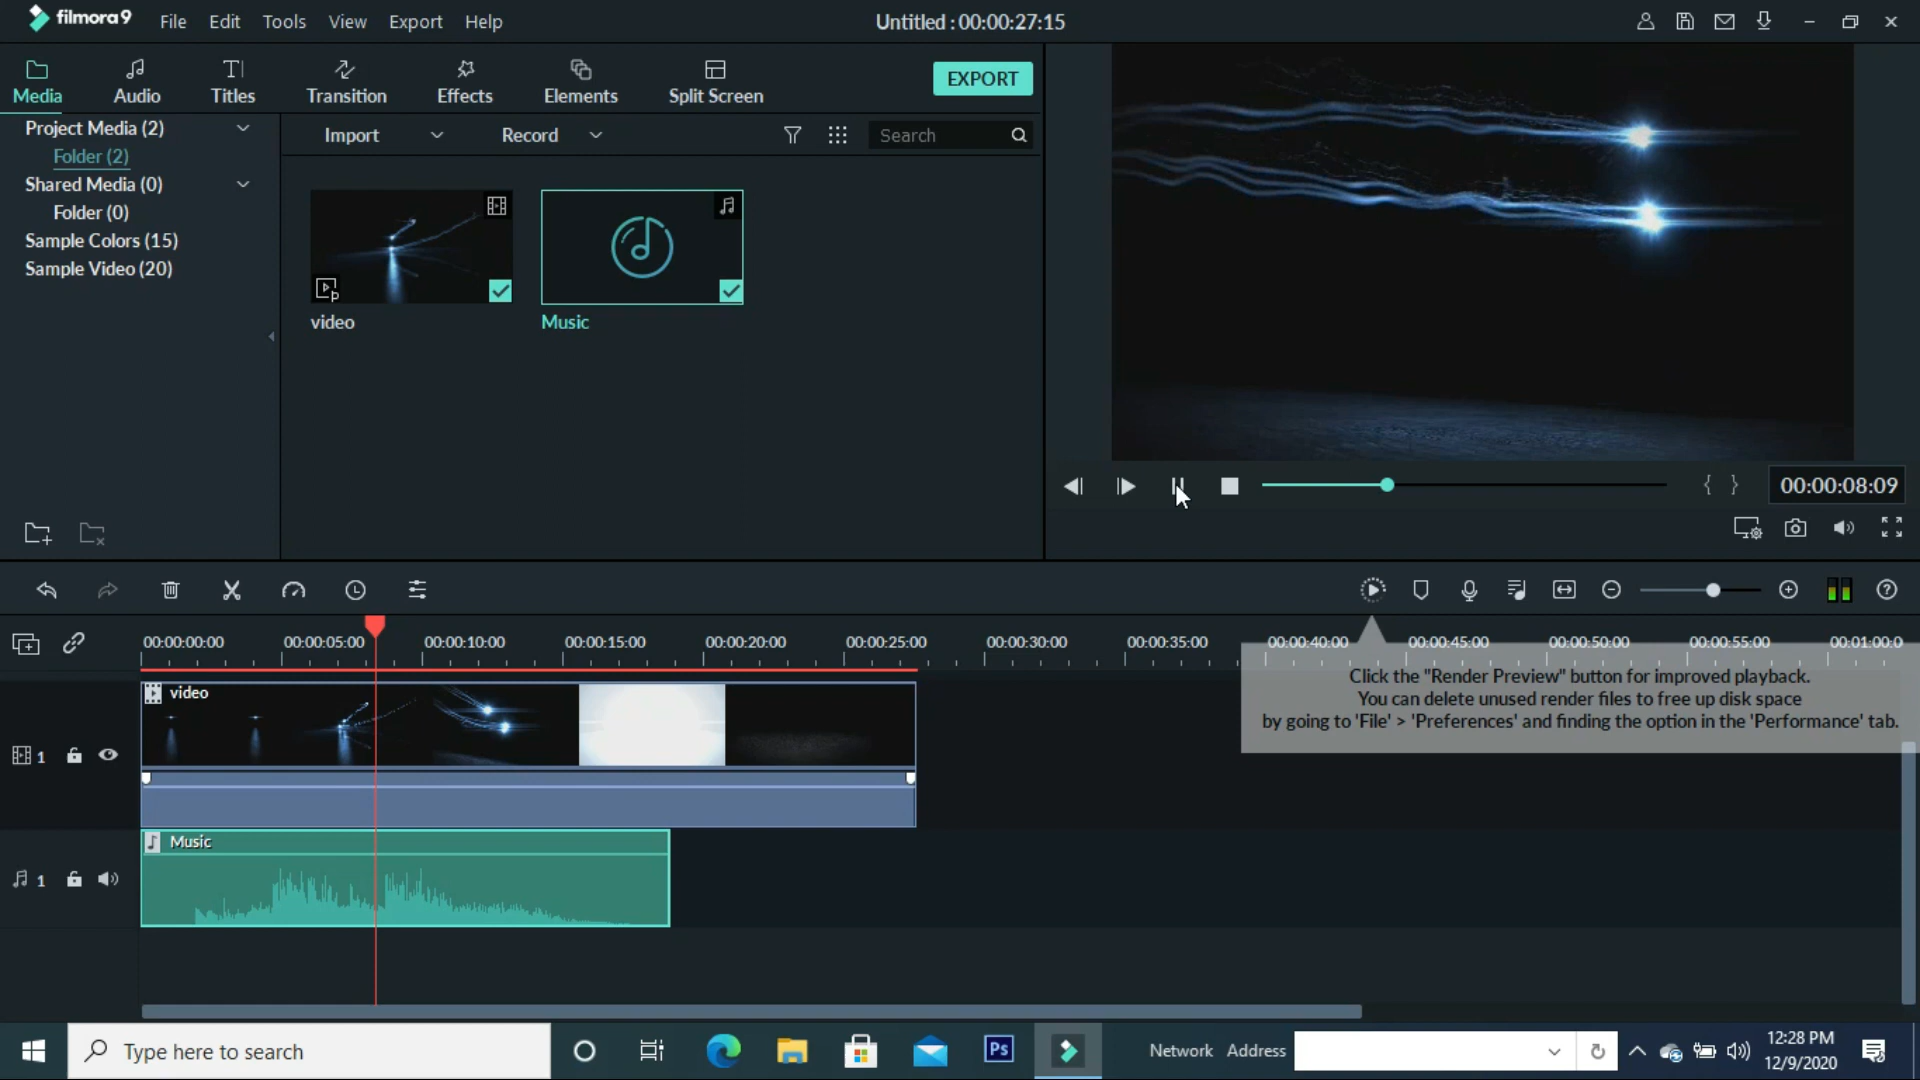 filmora9
File Edit Tools View Export Help
Untitled : 00:00:27:15
Media
Audio
Titles
Transition
Effects
Elements
Split Screen
EXPORT
Project Media (2)
Folder (2)
Shared Media (0)
Folder (0)
Sample Colors (15)
Sample Video (20)
Import
Record
Search
video
Music
00:00:08:09
00:00:00:00 00:00:05:00 00:00:10:00 00:00:15:00 00:00:20:00 00:00:25:00 00:00:30:00 00:00:35:00 00:00:40:00 00:00:45:00 00:00:50:00 00:00:55:00 00:01:00:0
Click the "Render Preview" button for improved playback.
You can delete unused render files to free up disk space
by going to 'File' > 'Preferences' and finding the option in the 'Performance' tab.
video
1
Music
1
Type here to search
Ps
Network Address
12:28 PM
12/9/2020